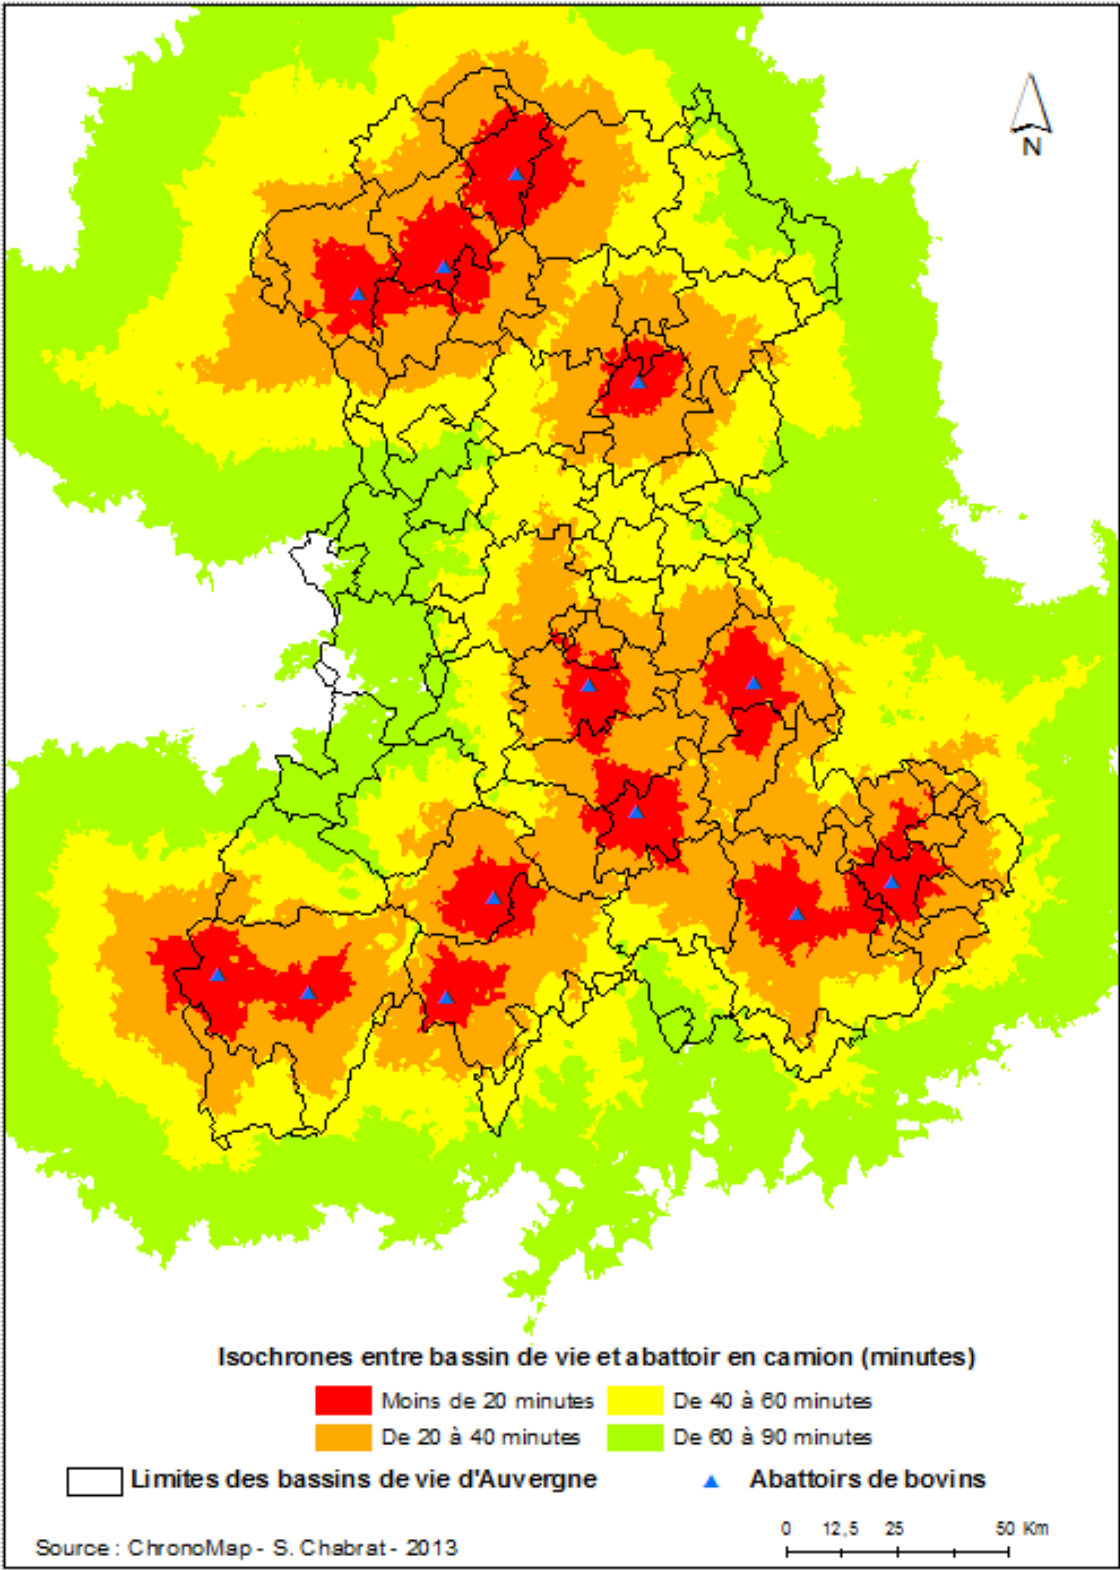 N
Isochrones entre bassin de vie et abattoir en camion (minutes)
Moins de 20 minutes
De 40 à 60 minutes
De 20 à 40 minutes
De 60 à 90 minutes
Limites des bassins de vie d'Auvergne
Abattoirs de bovins
0 12,5 25 50 Km
Source : ChronoMap - S. Chabrat - 2013